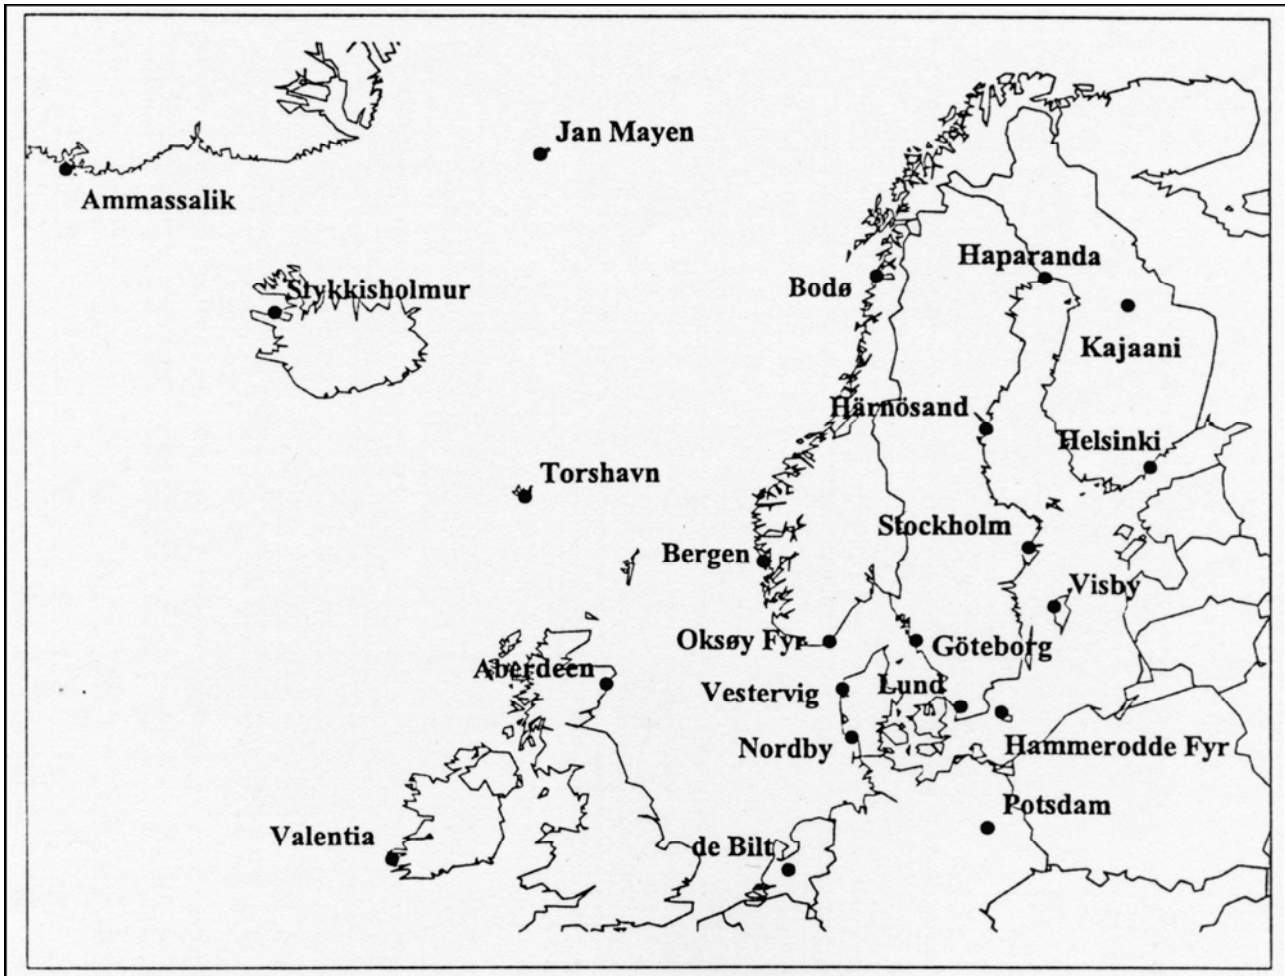 Jan Mayen
Ammassalik
Haparanda
Stykkisholmur
Bodø
Kajaani
Härnösand
Helsinki
Torshavn
Stockholm
Bergen
Visby
Oksøy Fyr
Göteborg
Aberdeen
Vestervig
Lund
Nordby
Hammerodde Fyr
Potsdam
Valentia
de Bilt